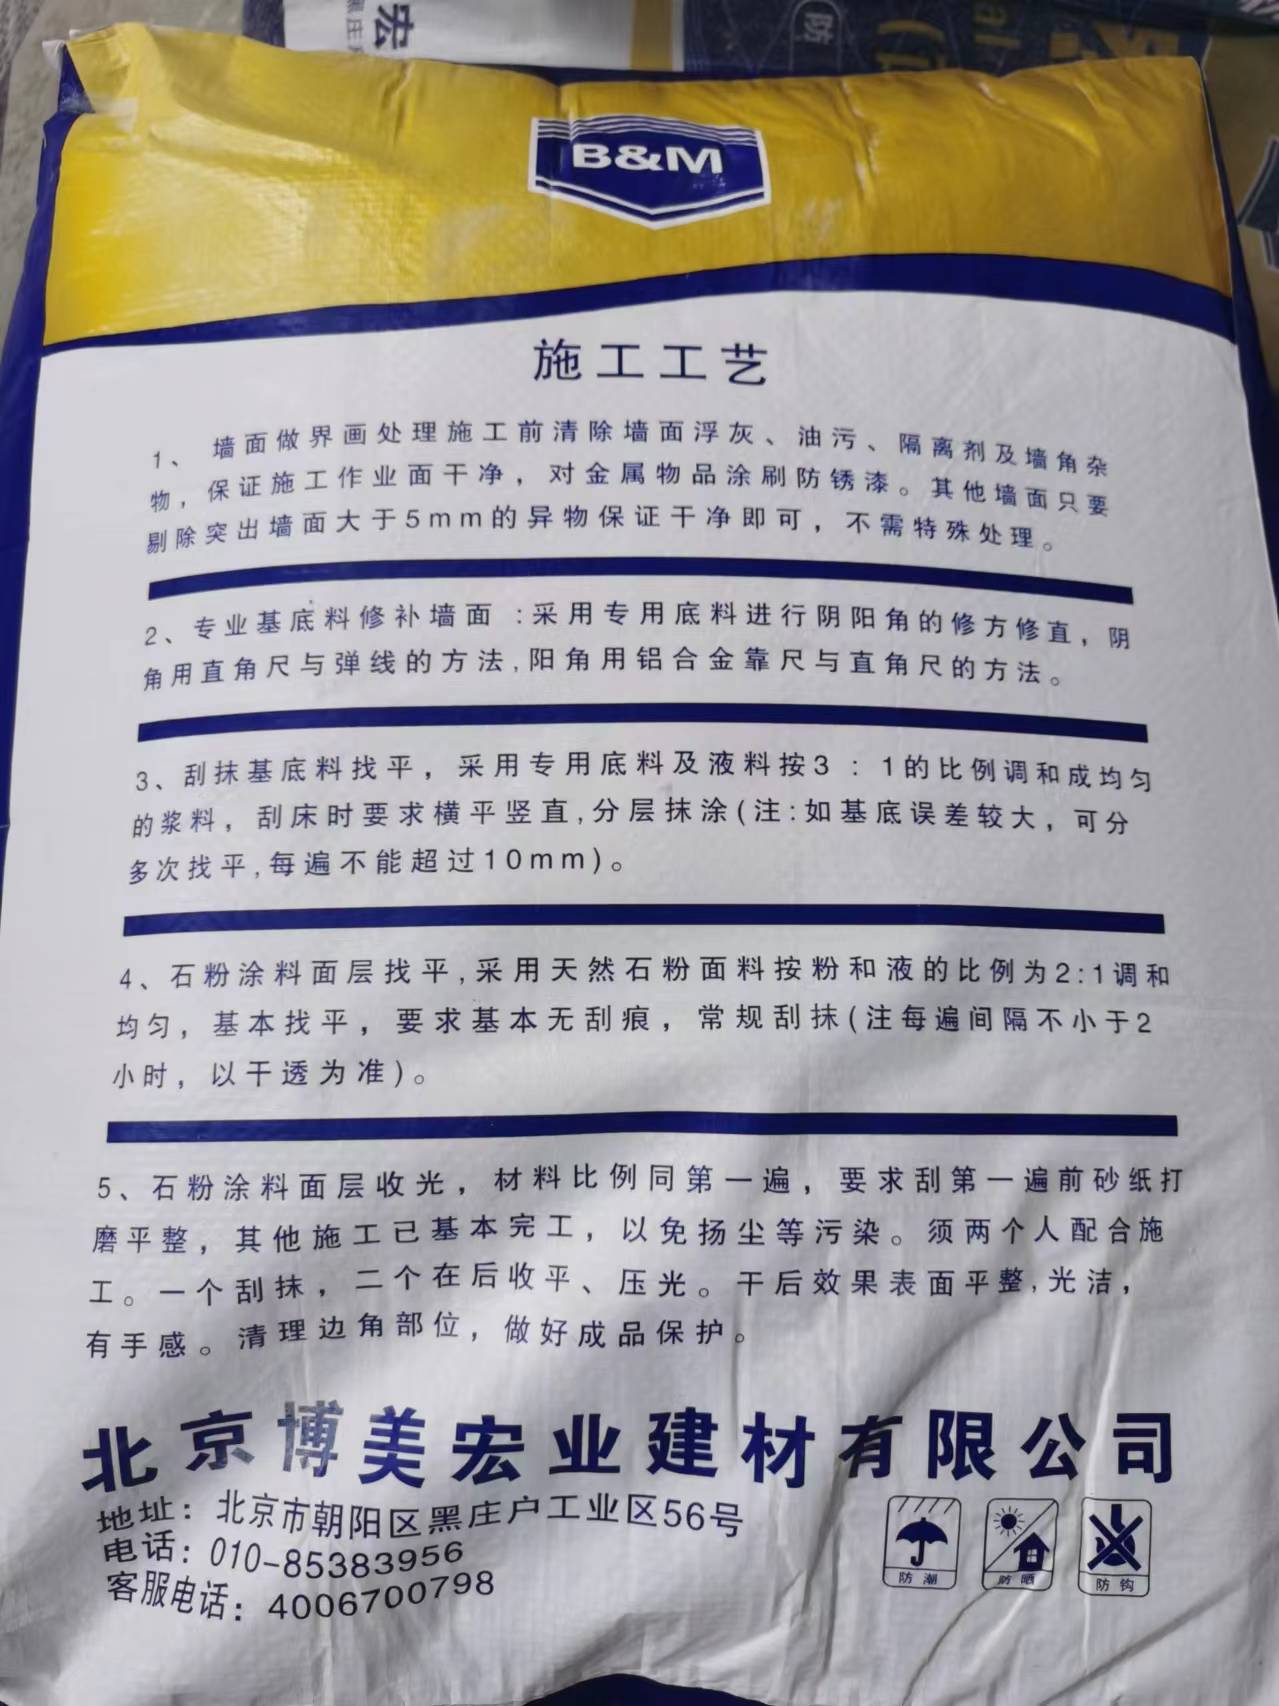 宏
防
B&M
施工工艺
1、墙面做界画处理施工前清除墙面浮灰、油污、隔离剂及墙角杂
物，保证施工作业面干净，对金属物品涂刷防锈漆。其他墙面只要
剔除突出墙面大于5mm的异物保证干净即可，不需特殊处理。
2、专业基底料修补墙面:采用专用底料进行阴阳角的修方修直，阴
角用直角尺与弹线的方法,阳角用铝合金靠尺与直角尺的方法。
3、刮抹基底料找平，采用专用底料及液料按3：1的比例调和成均匀
的浆料，刮床时要求横平竖直,分层抹涂(注:如基底误差较大，可分
多次找平,每遍不能超过10mm)。
4、石粉涂料面层找平,采用天然石粉面料按粉和液的比例为2:1调和
均匀，基本找平，要求基本无刮痕，常规刮抹(注每遍间隔不小于2
小时，以干透为准)。
5、石粉涂料面层收光，材料比例同第一遍，要求刮第一遍前砂纸打
磨平整，其他施工已基本完工，以免扬尘等污染。须两个人配合施
工。一个刮抹，二个在后收平、压光。干后效果表面平整,光洁，
有手感。清理边角部位，做好成品保护。
北京博美宏业建材有限公司
地址：北京市朝阳区黑庄户工业区56号
电话：010-85383956
客服电话：4006700798
防潮
防晒
防钩